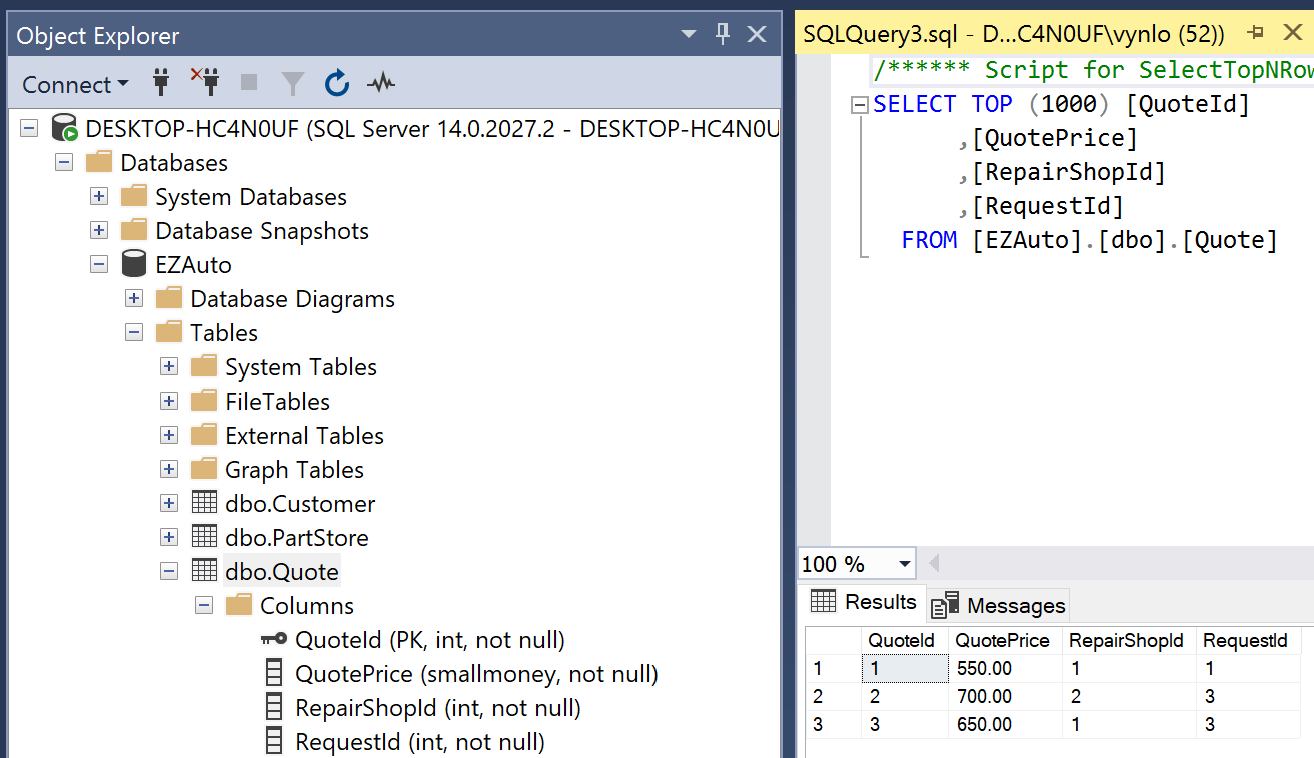 Object Explorer
Connect
DESKTOP-HC4N0UF (SQL Server 14.0.2027.2 - DESKTOP-HC4N0U
Databases
System Databases
Database Snapshots
EZAuto
Database Diagrams
Tables
System Tables
FileTables
External Tables
Graph Tables
dbo.Customer
dbo.PartStore
dbo.Quote
Columns
QuoteId (PK, int, not null)
QuotePrice (smallmoney, not null)
RepairShopId (int, not null)
RequestId (int, not null)
SQLQuery3.sql - D...C4N0UF\vynlo (52))
/****** Script for SelectTopNRow
SELECT TOP (1000) [QuoteId]
,[QuotePrice]
,[RepairShopId]
,[RequestId]
FROM [EZAuto].[dbo].[Quote]
100 %
Results Messages
QuoteId QuotePrice RepairShopId RequestId
1 1 550.00 1 1
2 2 700.00 2 3
3 3 650.00 1 3